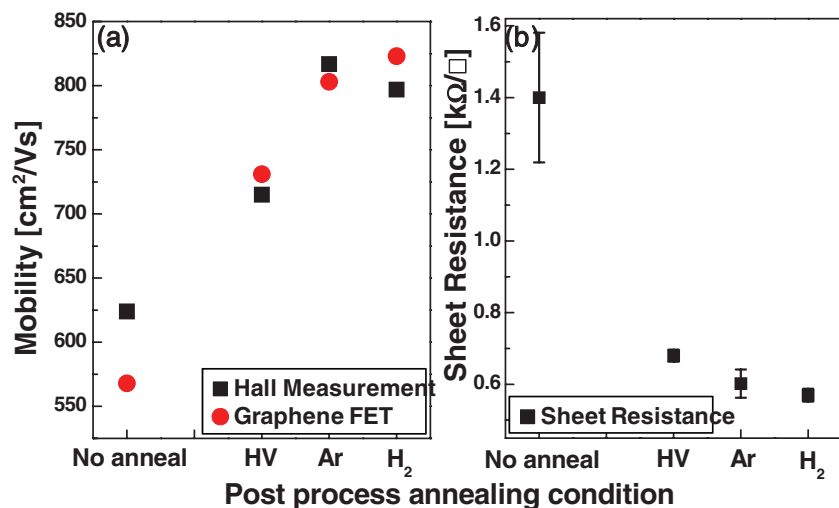 (a)
850
800
750
700
650
600
550
Mobility [cm²/Vs]
Hall Measurement
Graphene FET
No anneal HV Ar H₂
(b)
1.6
1.4
1.2
1.0
0.8
0.6
Sheet Resistance [kΩ/□]
Sheet Resistance
No anneal HV Ar H₂
Post process annealing condition